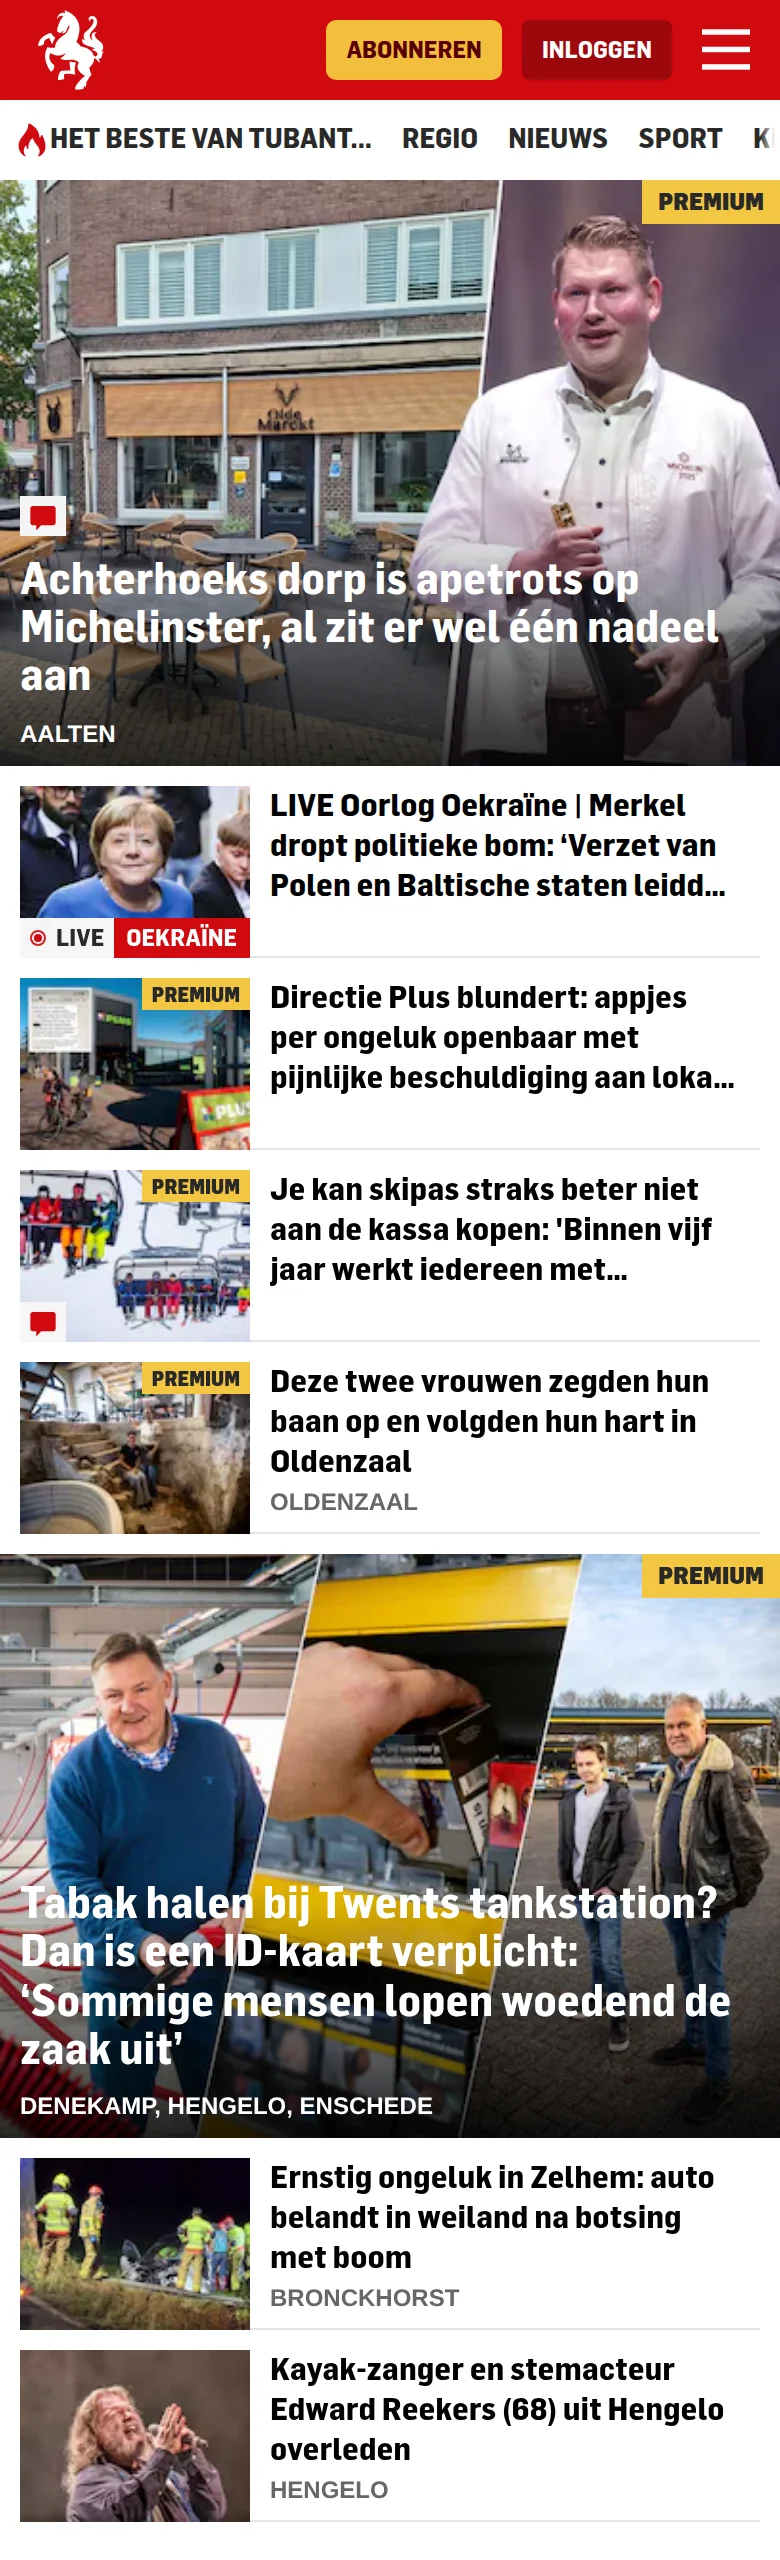 ABONNEREN
INLOGGEN
HET BESTE VAN TUBANT...
REGIO
NIEUWS
SPORT
PREMIUM
Olde
Marckt
Achterhoeks dorp is apetrots op
Michelinster, al zit er wel één nadeel
aan
AALTEN
LIVE Oorlog Oekraïne | Merkel
dropt politieke bom: ‘Verzet van
Polen en Baltische staten leidd...
LIVE
OEKRAÏNE
PREMIUM
PLUS
PLUS
Directie Plus blundert: appjes
per ongeluk openbaar met
pijnlijke beschuldiging aan loka...
PREMIUM
Je kan skipas straks beter niet
aan de kassa kopen: 'Binnen vijf
jaar werkt iedereen met...
PREMIUM
Deze twee vrouwen zegden hun
baan op en volgden hun hart in
Oldenzaal
OLDENZAAL
PREMIUM
Tabak halen bij Twents tankstation?
Dan is een ID-kaart verplicht:
‘Sommige mensen lopen woedend de
zaak uit’
DENEKAMP, HENGELO, ENSCHEDE
Ernstig ongeluk in Zelhem: auto
belandt in weiland na botsing
met boom
BRONCKHORST
Kayak-zanger en stemacteur
Edward Reekers (68) uit Hengelo
overleden
HENGELO